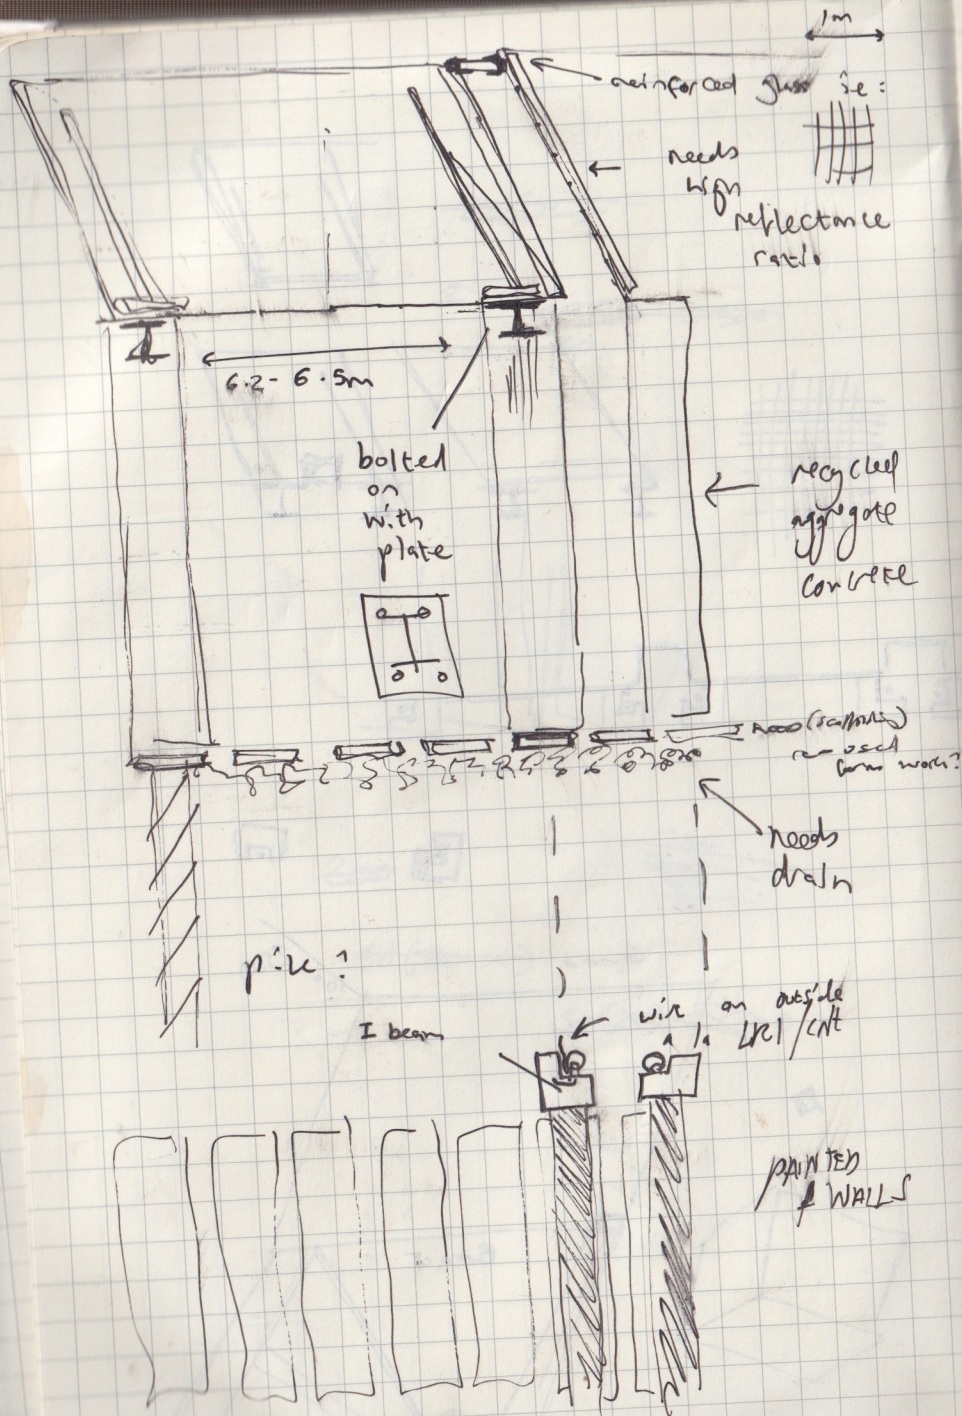 1m
reinforced glass ie:
needs
high
reflectance
ratio
6.2 - 6.5m
bolted
on
with
plate
recycled
aggregate
concrete
wood (scaffolding)
re-used
form work?
needs
drain
pile?
wire on outside
a la
I beam
PAINTED
WALLS